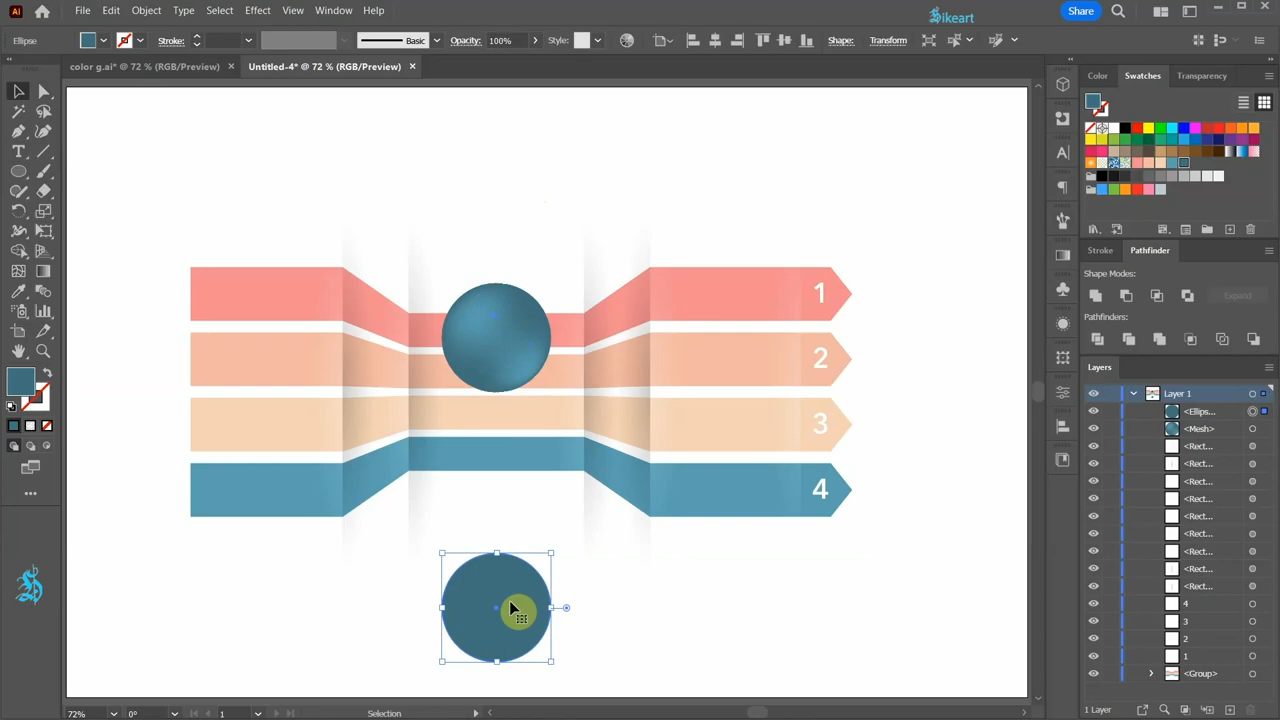 Ai File Edit Object Type Select Effect View Window Help
Sikeart
Share
Ellipse Stroke: Basic Opacity: 100% Style: Shape: Transform
color g.ai* @ 72 % (RGB/Preview) × Untitled-4* @ 72 % (RGB/Preview) ×
Color Swatches Transparency
1
2
3
4
Stroke Pathfinder
Shape Modes:
Expand
Pathfinders:
Layers
Layer 1
<Ellips...
<Mesh>
<Rect...
<Rect...
<Rect...
<Rect...
<Rect...
<Rect...
<Rect...
<Rect...
<Rect...
4
3
2
1
<Group>
72% 0° 1 Selection
1 Layer